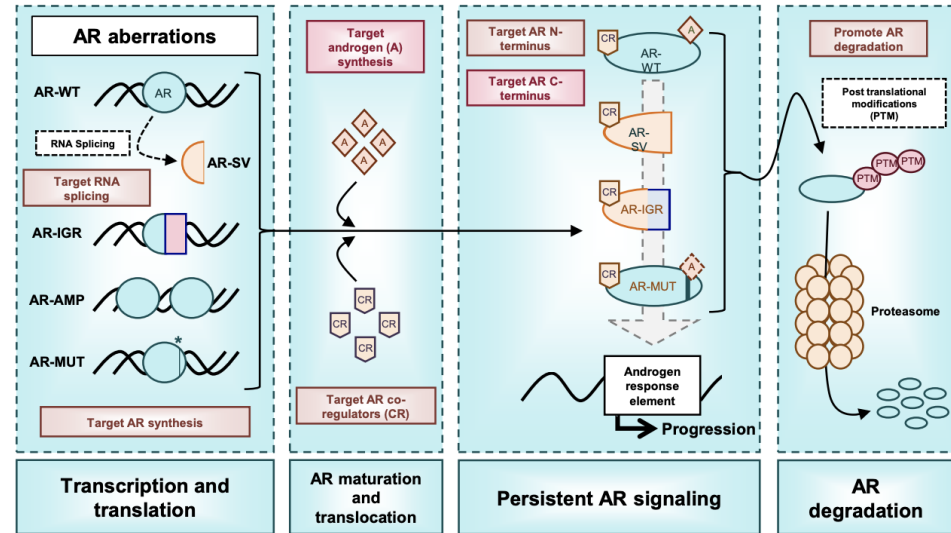 AR aberrations
AR-WT
AR
RNA Splicing
AR-SV
Target RNA
splicing
AR-IGR
AR-AMP
*
AR-MUT
Target AR synthesis
Transcription and
translation
Target
androgen (A)
synthesis
A
A
A
A
A
CR
CR
CR
CR
Target AR co-
regulators (CR)
AR maturation
and
translocation
Target AR N-
terminus
Target AR C-
terminus
CR
A
AR-
WT
CR
AR-
SV
CR
AR-IGR
CR
A
AR-MUT
Androgen
response
element
Progression
Persistent AR signaling
Promote AR
degradation
Post translational
modifications
(PTM)
PTM
PTM
PTM
Proteasome
AR
degradation